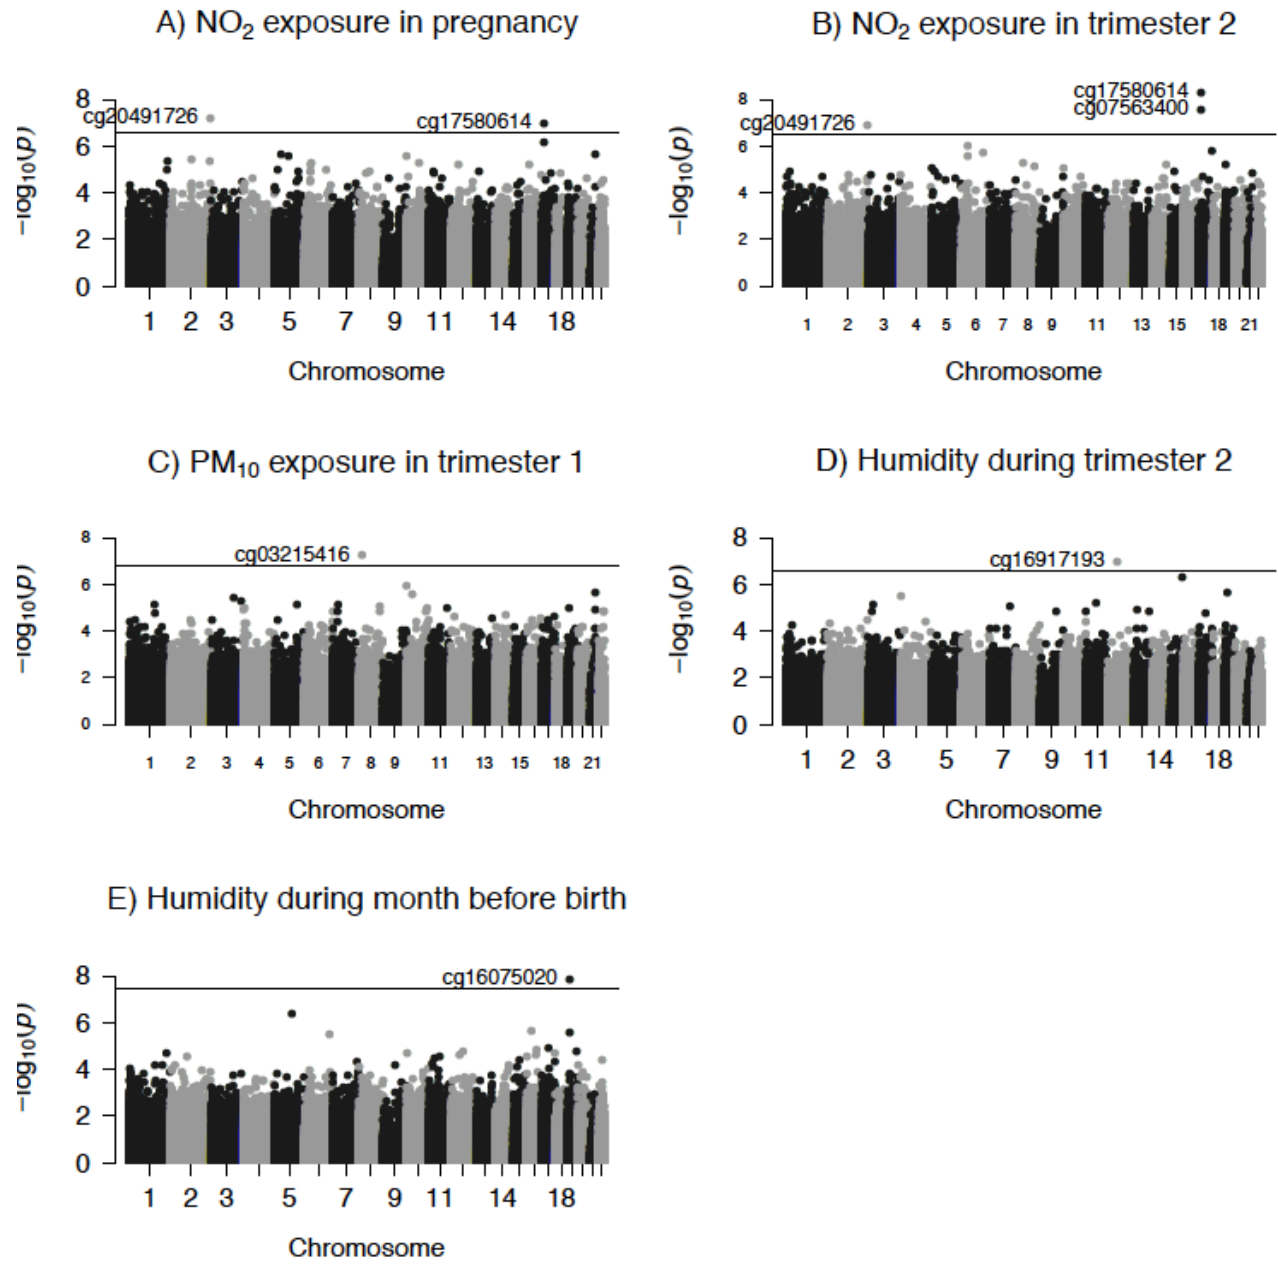 A) NO₂ exposure in pregnancy
8
6
4
2
0
−log₁₀(p)
cg20491726
cg17580614
1 2 3 5 7 9 11 14 18
Chromosome
B) NO₂ exposure in trimester 2
8
6
4
2
0
−log₁₀(p)
cg17580614
cg07563400
cg20491726
1 2 3 4 5 6 7 8 9 11 13 15 18 21
Chromosome
C) PM₁₀ exposure in trimester 1
8
6
4
2
0
−log₁₀(p)
cg03215416
1 2 3 4 5 6 7 8 9 11 13 15 18 21
Chromosome
D) Humidity during trimester 2
8
6
4
2
0
−log₁₀(p)
cg16917193
1 2 3 5 7 9 11 14 18
Chromosome
E) Humidity during month before birth
8
6
4
2
0
−log₁₀(p)
cg16075020
1 2 3 5 7 9 11 14 18
Chromosome